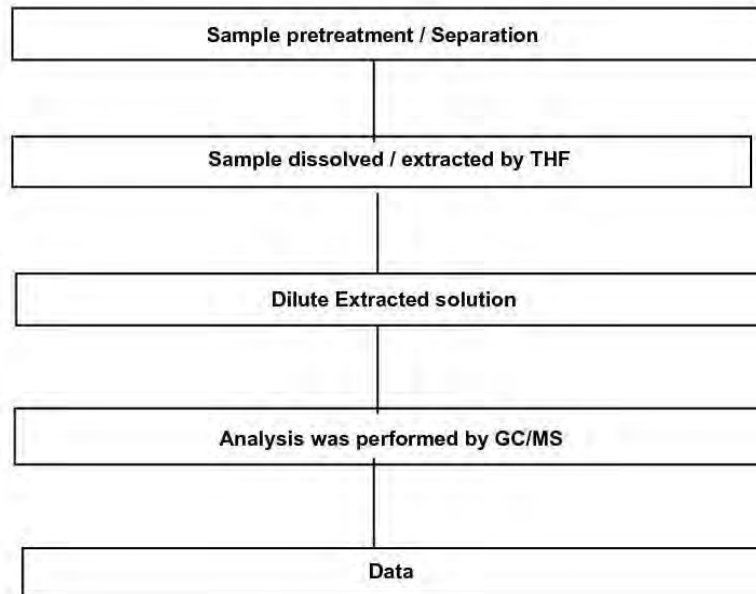 Sample pretreatment / Separation
Sample dissolved / extracted by THF
Dilute Extracted solution
Analysis was performed by GC/MS
Data